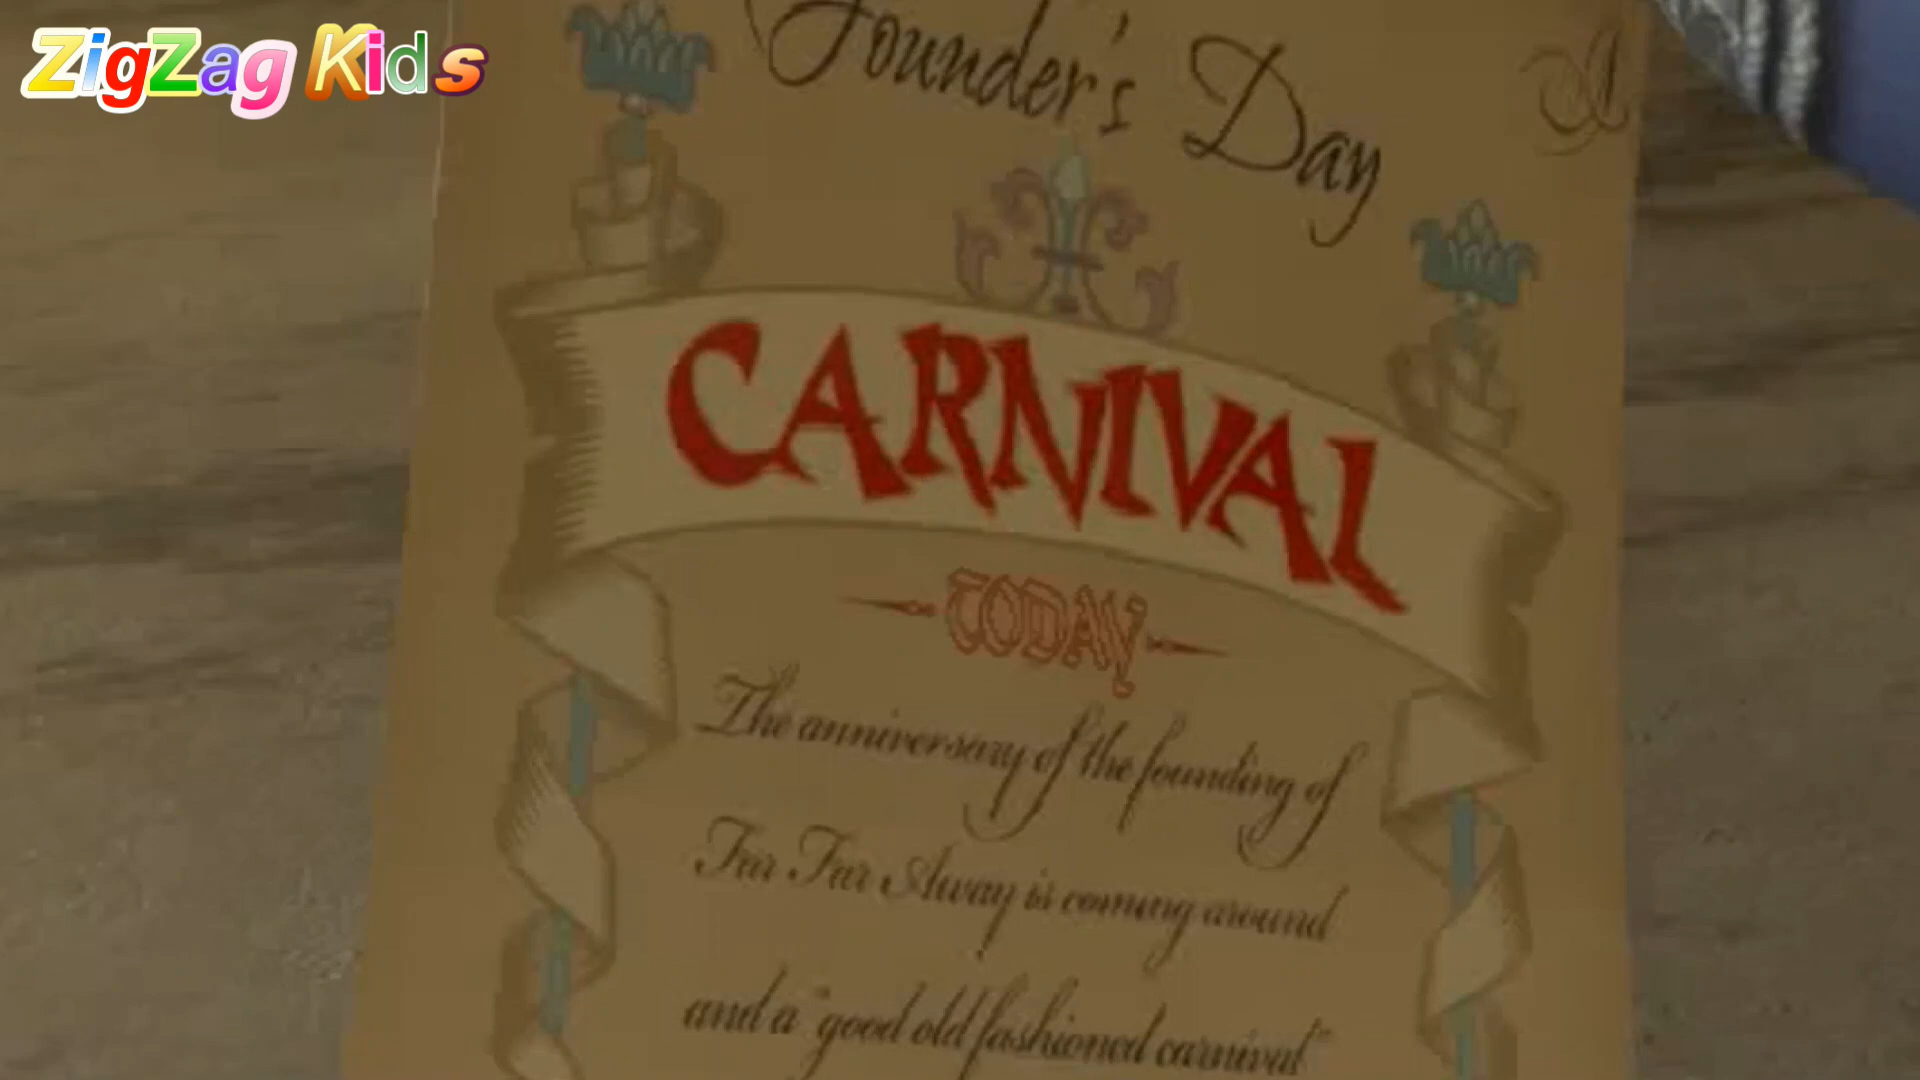 ZigZag Kids
Founder's Day
CARNIVAL
TODAY
The anniversary of the founding of
Far Far Away is coming around
and a "good old fashioned carnival"